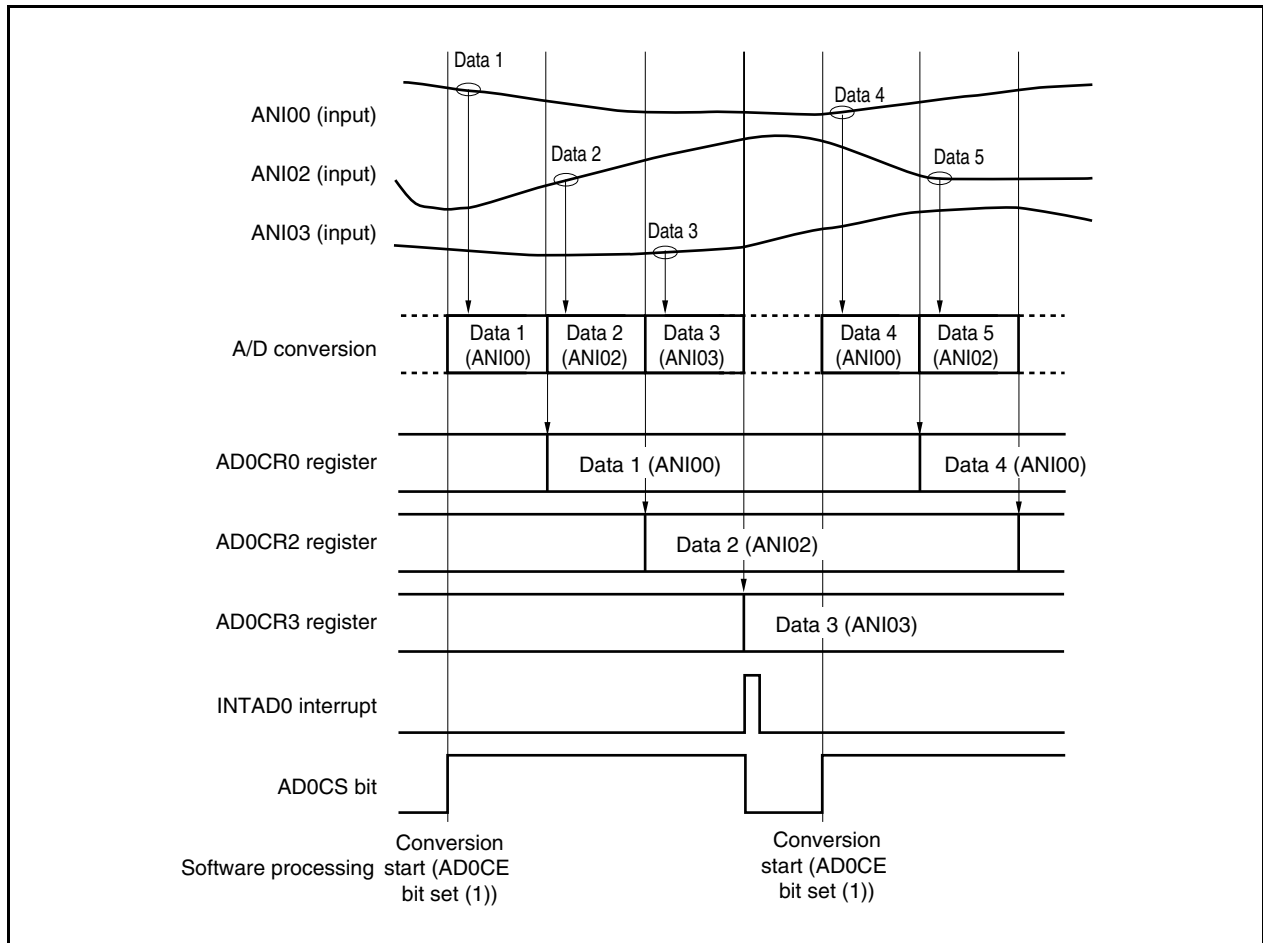 Data 1
Data 4
ANI00 (input)
Data 2
Data 5
ANI02 (input)
Data 3
ANI03 (input)
A/D conversion
Data 1
(ANI00)
Data 2
(ANI02)
Data 3
(ANI03)
Data 4
(ANI00)
Data 5
(ANI02)
AD0CR0 register
Data 1 (ANI00)
Data 4 (ANI00)
AD0CR2 register
Data 2 (ANI02)
AD0CR3 register
Data 3 (ANI03)
INTAD0 interrupt
AD0CS bit
Software processing
Conversion
start (AD0CE
bit set (1))
Conversion
start (AD0CE
bit set (1))